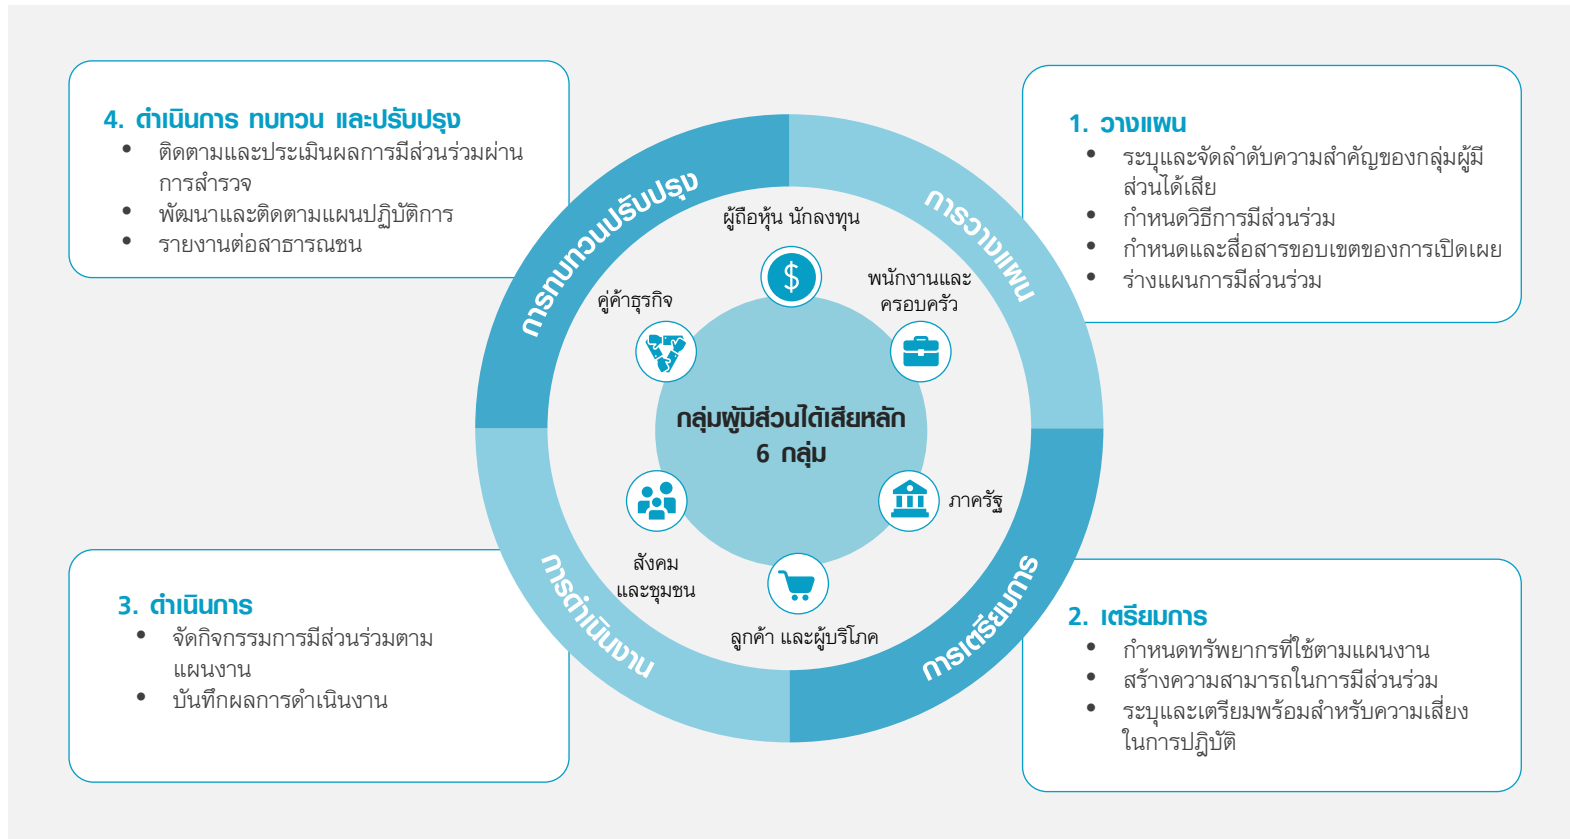 4. ดำเนินการ ทบทวน และปรับปรุง
• ติดตามและประเมินผลการมีส่วนร่วมผ่าน
การสำรวจ
• พัฒนาและติดตามแผนปฏิบัติการ
• รายงานต่อสาธารณชน
1. วางแผน
• ระบุและจัดลำดับความสำคัญของกลุ่มผู้มี
ส่วนได้เสีย
• กำหนดวิธีการมีส่วนร่วม
• กำหนดและสื่อสารขอบเขตของการเปิดเผย
• ร่างแผนการมีส่วนร่วม
การทบทวนปรับปรุง
การวางแผน
ผู้ถือหุ้น นักลงทุน
พนักงานและ
ครอบครัว
คู่ค้าธุรกิจ
กลุ่มผู้มีส่วนได้เสียหลัก
6 กลุ่ม
ภาครัฐ
สังคม
และชุมชน
ลูกค้า และผู้บริโภค
การดำเนินงาน
การเตรียมการ
3. ดำเนินการ
• จัดกิจกรรมการมีส่วนร่วมตาม
แผนงาน
• บันทึกผลการดำเนินงาน
2. เตรียมการ
• กำหนดทรัพยากรที่ใช้ตามแผนงาน
• สร้างความสามารถในการมีส่วนร่วม
• ระบุและเตรียมพร้อมสำหรับความเสี่ยง
ในการปฎิบัติ